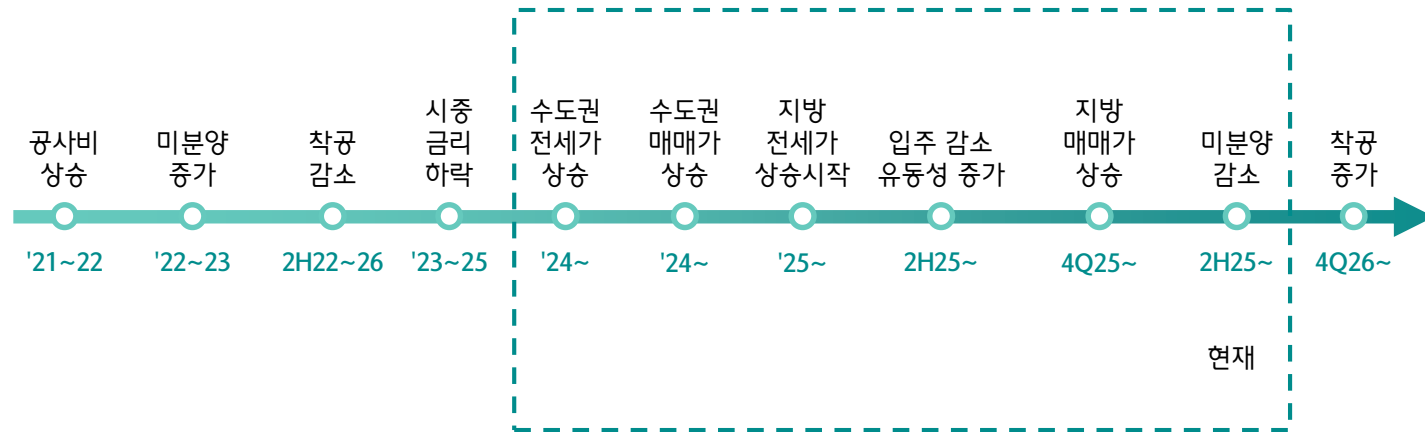 공사비
상승
미분양
증가
착공
감소
시중
금리
하락
수도권
전세가
상승
수도권
매매가
상승
지방
전세가
상승시작
입주 감소
유동성 증가
지방
매매가
상승
미분양
감소
착공
증가
'21~22
'22~23
2H22~26
'23~25
'24~
'24~
'25~
2H25~
4Q25~
2H25~
4Q26~
현재